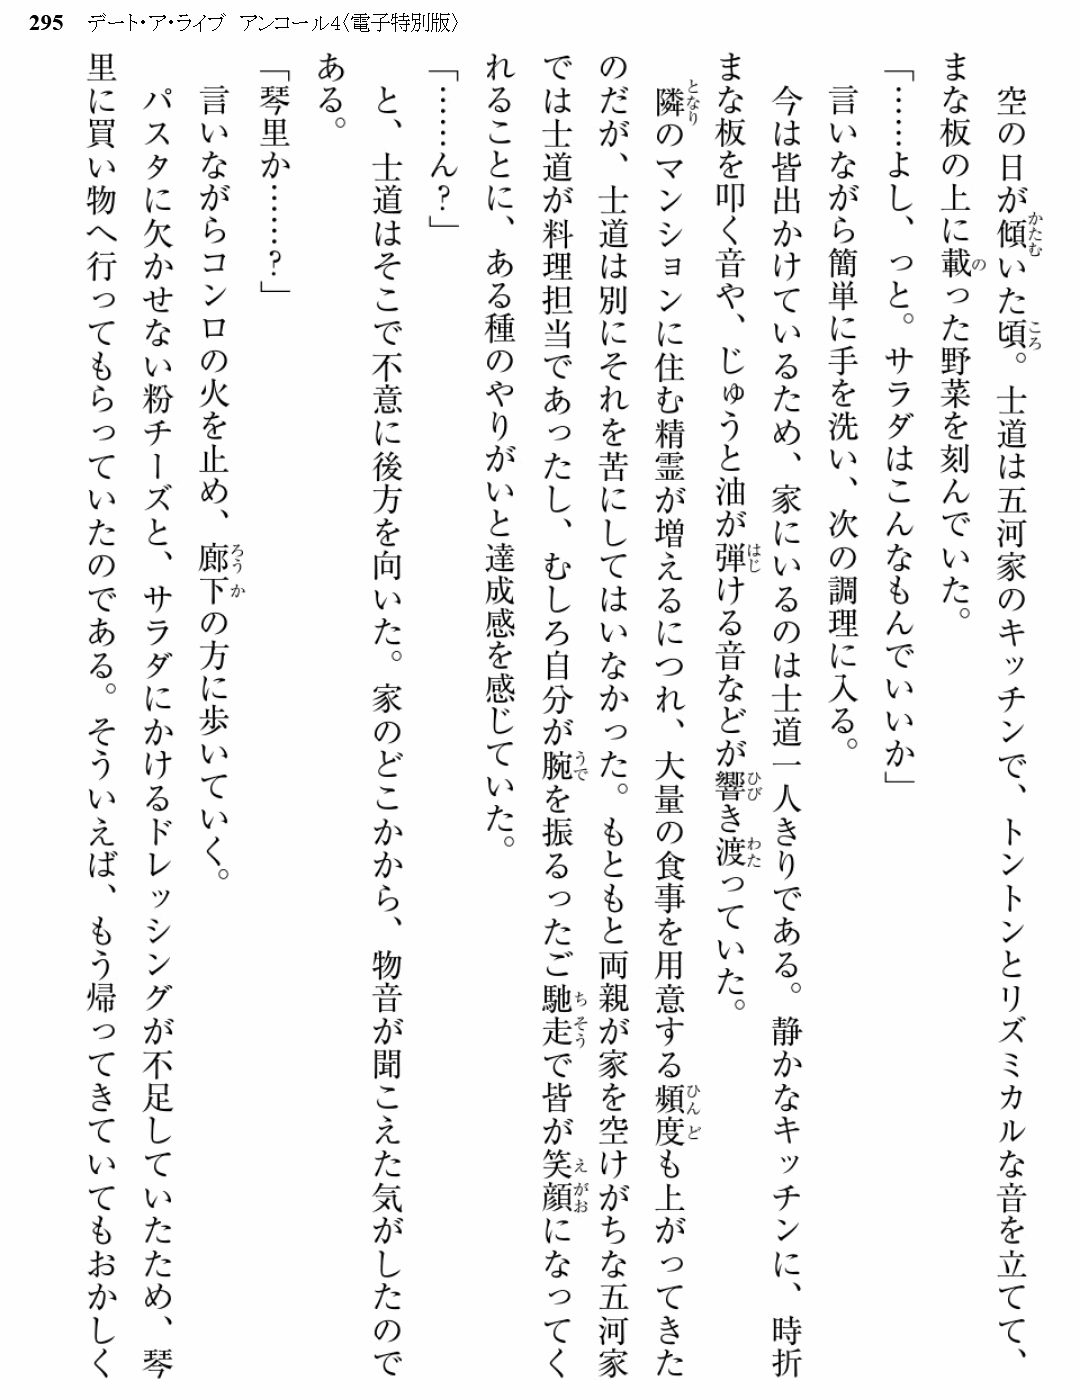 295 デート・ア・ライブ アンコール4〈電子特別版〉
　空の日が傾いた頃。士道は五河家のキッチンで、トントンとリズミカルな音を立てて、
まな板の上に載った野菜を刻んでいた。
「……よし、っと。サラダはこんなもんでいいか」
　言いながら簡単に手を洗い、次の調理に入る。
　今は皆出かけているため、家にいるのは士道一人きりである。静かなキッチンに、時折
まな板を叩く音や、じゅうと油が弾ける音などが響き渡っていた。
　隣のマンションに住む精霊が増えるにつれ、大量の食事を用意する頻度も上がってきた
のだが、士道は別にそれを苦にしてはいなかった。もともと両親が家を空けがちな五河家
では士道が料理担当であったし、むしろ自分が腕を振るったご馳走で皆が笑顔になってく
れることに、ある種のやりがいと達成感を感じていた。
「……ん？」
　と、士道はそこで不意に後方を向いた。家のどこかから、物音が聞こえた気がしたので
ある。
「琴里か……？」
　言いながらコンロの火を止め、廊下の方に歩いていく。
　パスタに欠かせない粉チーズと、サラダにかけるドレッシングが不足していたため、琴
里に買い物へ行ってもらっていたのである。そういえば、もう帰ってきていてもおかしく